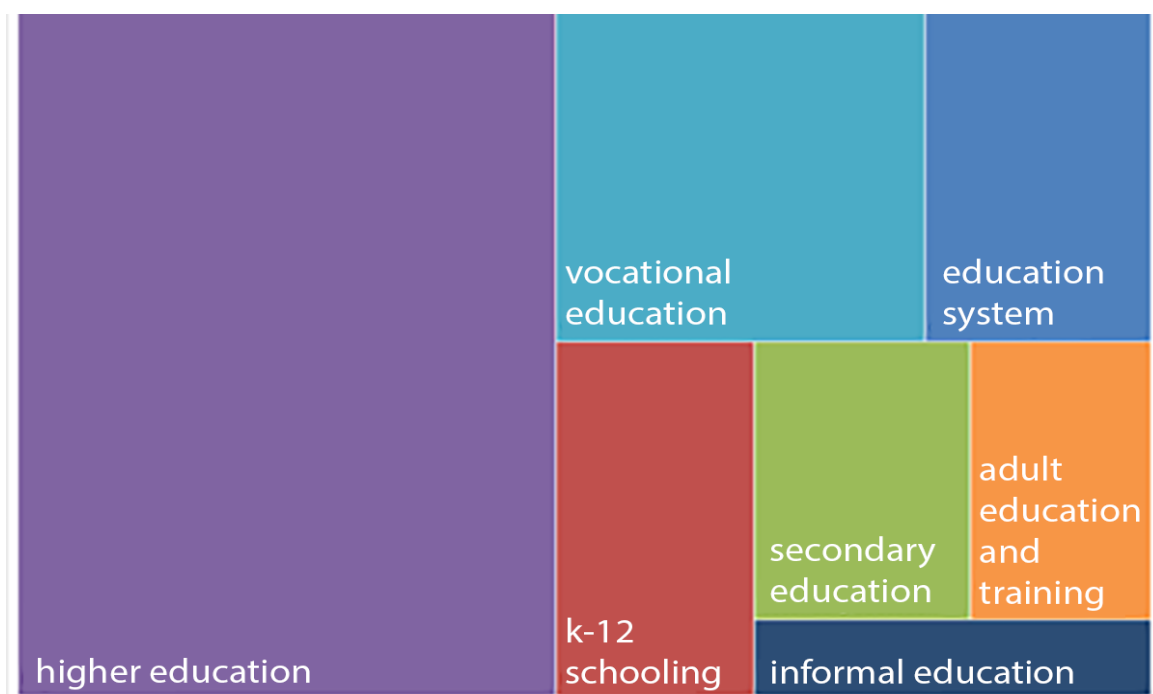 higher education
vocational
education
education
system
k-12
schooling
secondary
education
adult
education
and
training
informal education